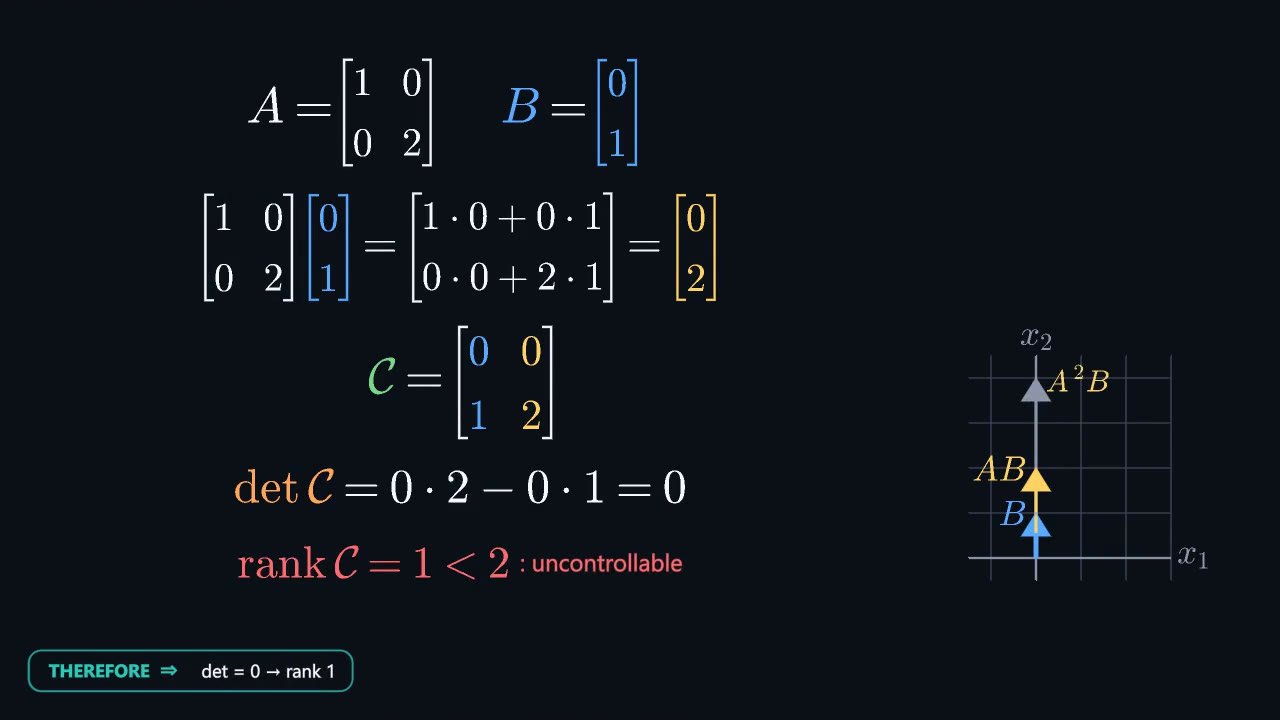 A = [1 0; 0 2] B = [0; 1]
[1 0; 0 2] [0; 1] = [1 · 0 + 0 · 1; 0 · 0 + 2 · 1] = [0; 2]
𝒞 = [0 0; 1 2]
det 𝒞 = 0 · 2 − 0 · 1 = 0
rank 𝒞 = 1 < 2 : uncontrollable
x₂
A²B
AB
B
x₁
THEREFORE ⇒ det = 0 → rank 1